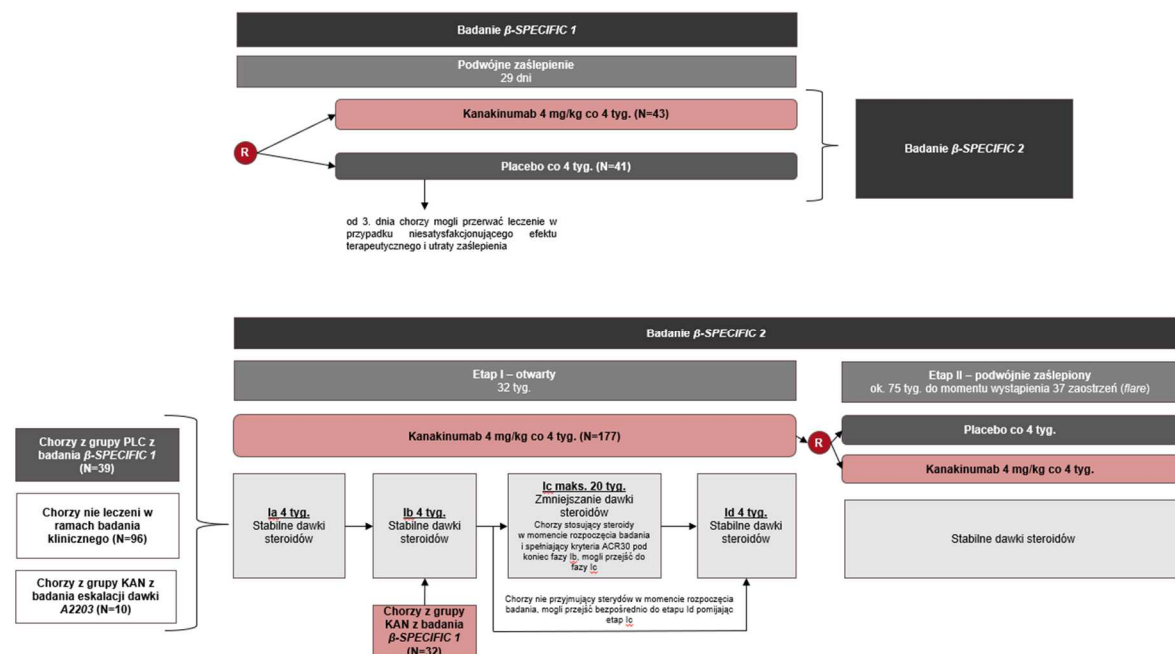 Badanie β-SPECIFIC 1
Podwójne zaślepienie
29 dni
Kanakinumab 4 mg/kg co 4 tyg. (N=43)
R
Placebo co 4 tyg. (N=41)
od 3. dnia chorzy mogli przerwać leczenie w
przypadku niesatysfakcjonującego efektu
terapeutycznego i utraty zaślepienia
Badanie β-SPECIFIC 2
Badanie β-SPECIFIC 2
Etap I – otwarty
32 tyg.
Etap II – podwójnie zaślepiony
ok. 75 tyg. do momentu wystąpienia 37 zaostrzeń (flare)
Kanakinumab 4 mg/kg co 4 tyg. (N=177)
R
Placebo co 4 tyg.
Kanakinumab 4 mg/kg co 4 tyg.
Chorzy z grupy PLC z
badania β-SPECIFIC 1
(N=39)
Chorzy nie leczeni w
ramach badania
klinicznego (N=96)
Chorzy z grupy KAN z
badania eskalacji dawki
A2203 (N=10)
Ia 4 tyg.
Stabilne dawki
steroidów
Ib 4 tyg.
Stabilne dawki
steroidów
Ic maks. 20 tyg.
Zmniejszanie dawki
steroidów
Chorzy stosujący steroidy
w momencie rozpoczęcia badania
i spełniający kryteria ACR30 pod
koniec fazy Ib, mogli przejść do
fazy Ic
Id 4 tyg.
Stabilne dawki
steroidów
Stabilne dawki steroidów
Chorzy nie przyjmujący sterydów w momencie rozpoczęcia
badania, mogli przejść bezpośrednio do etapu Id pomijając
etap Ic
Chorzy z grupy
KAN z badania
β-SPECIFIC 1
(N=32)